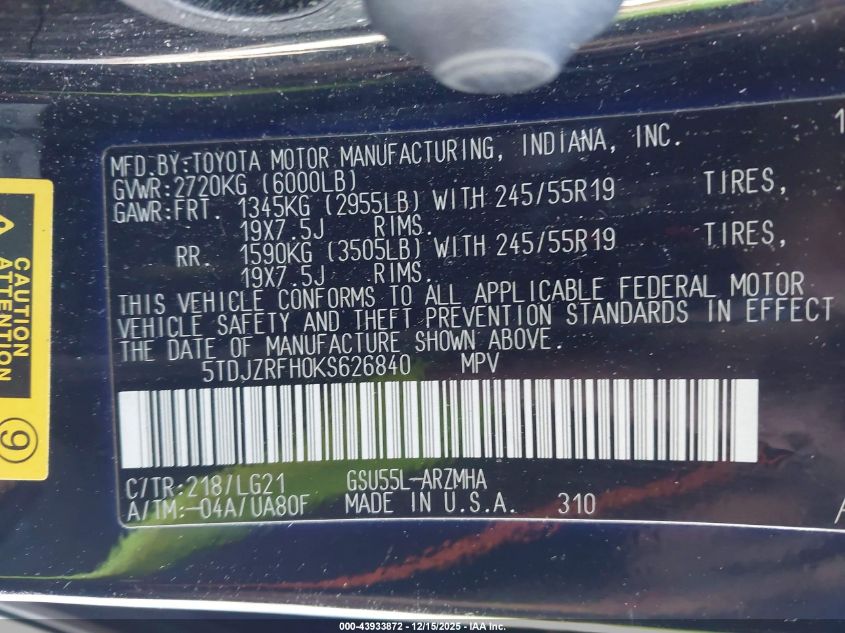 MFD.BY:TOYOTA MOTOR MANUFACTURING, INDIANA, INC. 1
GVWR:2720KG (6000LB)
GAWR:FRT. 1345KG (2955LB) WITH 245/55R19 TIRES,
19X7.5J RIMS.
RR. 1590KG (3505LB) WITH 245/55R19 TIRES,
19X7.5J RIMS.
THIS VEHICLE CONFORMS TO ALL APPLICABLE FEDERAL MOTOR
VEHICLE SAFETY AND THEFT PREVENTION STANDARDS IN EFFECT
THE DATE OF MANUFACTURE SHOWN ABOVE.
5TDJZRFH0KS626840 MPV
C/TR:218/LG21 GSU55L-ARZMHA
A/TM:-04A/UA80F MADE IN U.S.A. 310
CAUTION
ATTENTION
9
000-43933872 - 12/15/2025 - IAA Inc.